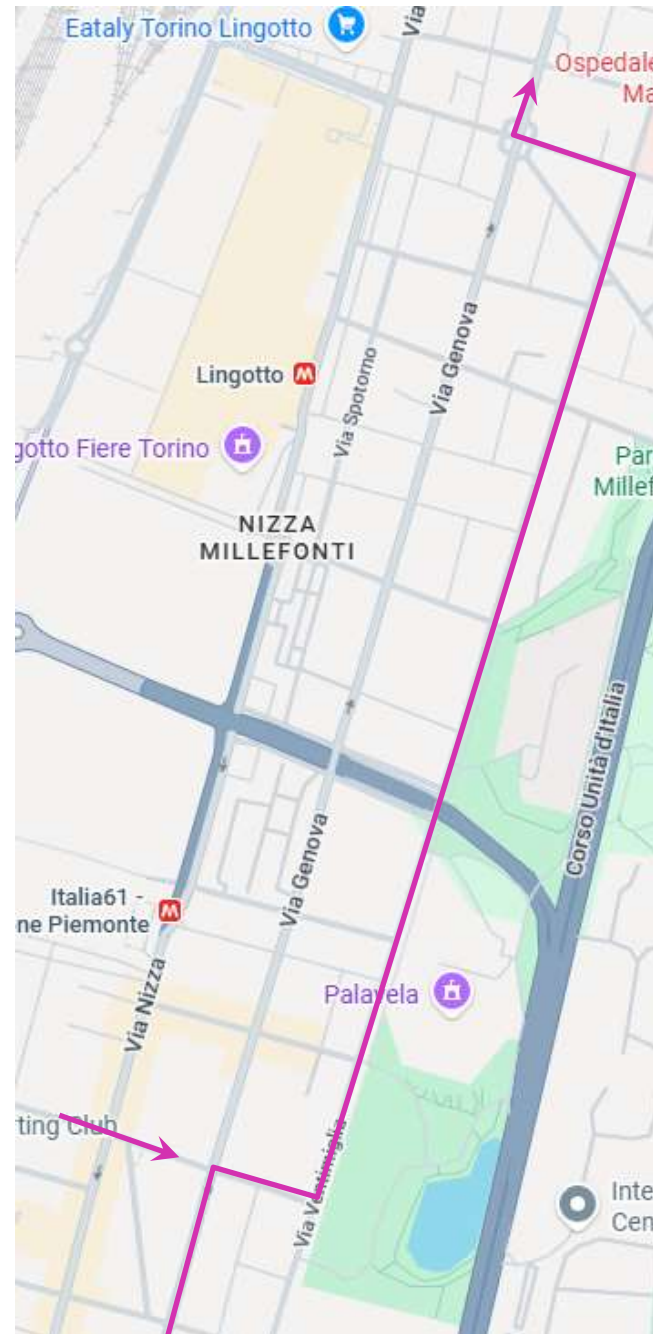 Eataly Torino Lingotto
Via
Ospedale
Ma
Via Genova
Lingotto
Via Spotorno
gotto Fiere Torino
Par
Millef
NIZZA
MILLEFONTI
Corso Unità d'Italia
Via Genova
Italia61 -
ne Piemonte
Via Nizza
Palavela
rting Club
Via Ventimiglia
Inte
Cen